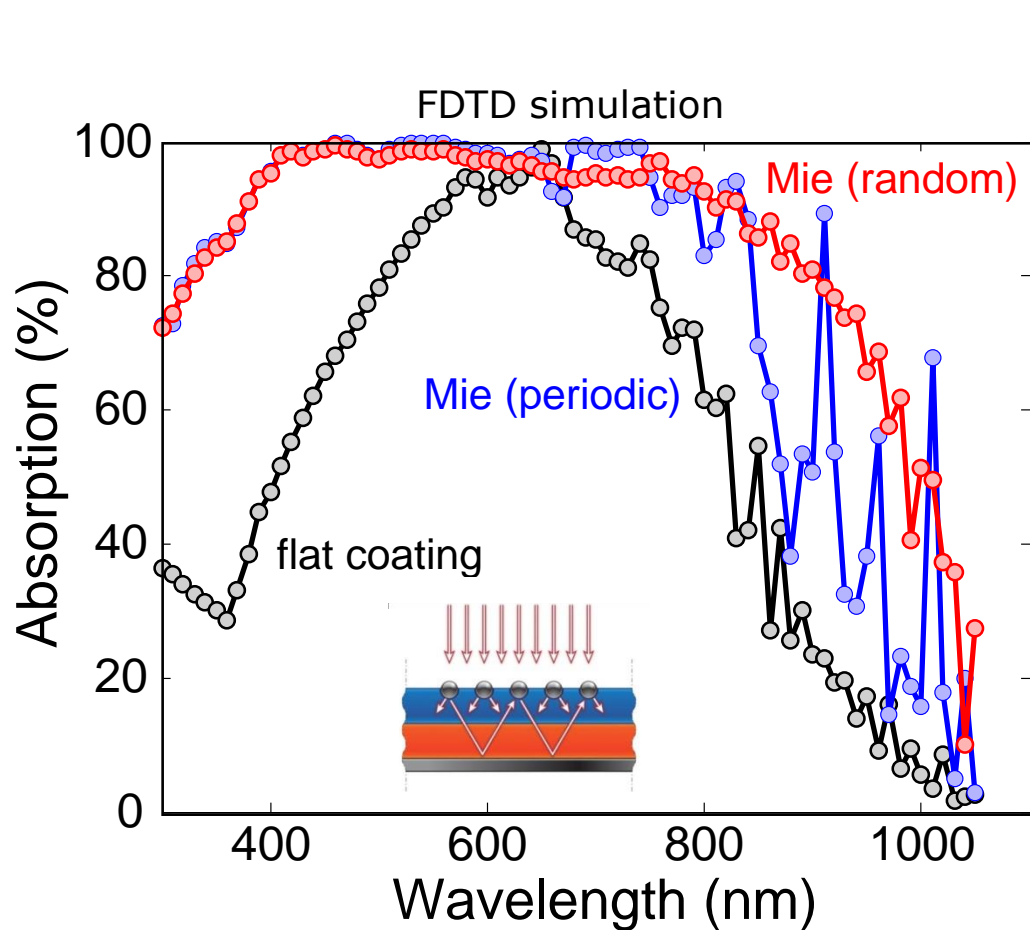 FDTD simulation
100
80
60
40
20
0
Absorption (%)
Mie (random)
Mie (periodic)
flat coating
400 600 800 1000
Wavelength (nm)